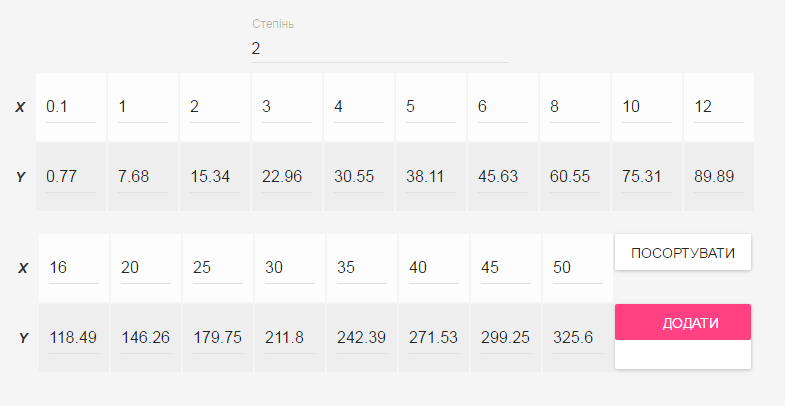 Степінь
2
X 0.1 1 2 3 4 5 6 8 10 12
Y 0.77 7.68 15.34 22.96 30.55 38.11 45.63 60.55 75.31 89.89
X 16 20 25 30 35 40 45 50 ПОСОРТУВАТИ
Y 118.49 146.26 179.75 211.8 242.39 271.53 299.25 325.6 ДОДАТИ